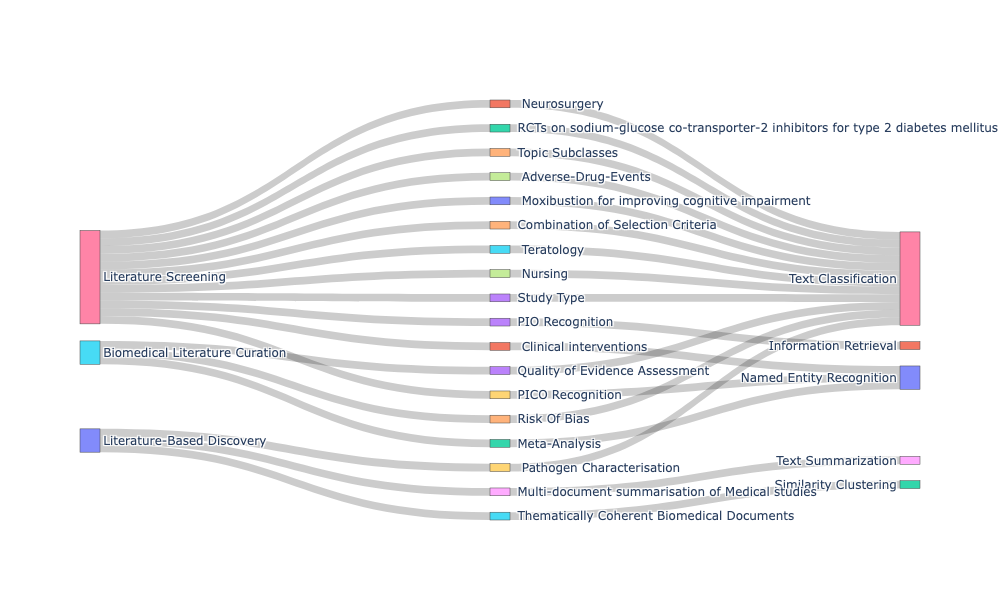 Neurosurgery
RCTs on sodium-glucose co-transporter-2 inhibitors for type 2 diabetes mellitus
Topic Subclasses
Adverse-Drug-Events
Moxibustion for improving cognitive impairment
Combination of Selection Criteria
Teratology
Nursing
Literature Screening
Text Classification
Study Type
PIO Recognition
Clinical interventions
Information Retrieval
Biomedical Literature Curation
Quality of Evidence Assessment
Named Entity Recognition
PICO Recognition
Risk Of Bias
Literature-Based Discovery
Meta-Analysis
Text Summarization
Pathogen Characterisation
Similarity Clustering
Multi-document summarisation of Medical studies
Thematically Coherent Biomedical Documents